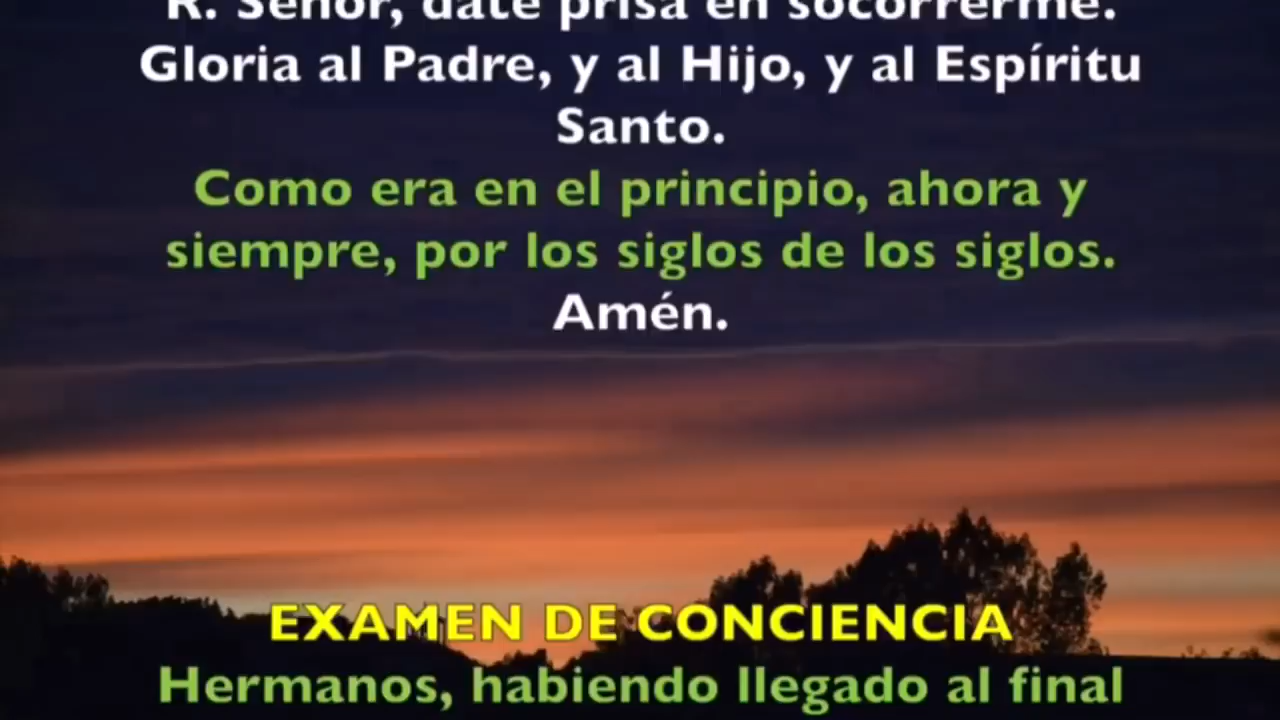 R. Señor, date prisa en socorrerme.
Gloria al Padre, y al Hijo, y al Espíritu
Santo.
Como era en el principio, ahora y
siempre, por los siglos de los siglos.
Amén.
EXAMEN DE CONCIENCIA
Hermanos, habiendo llegado al final